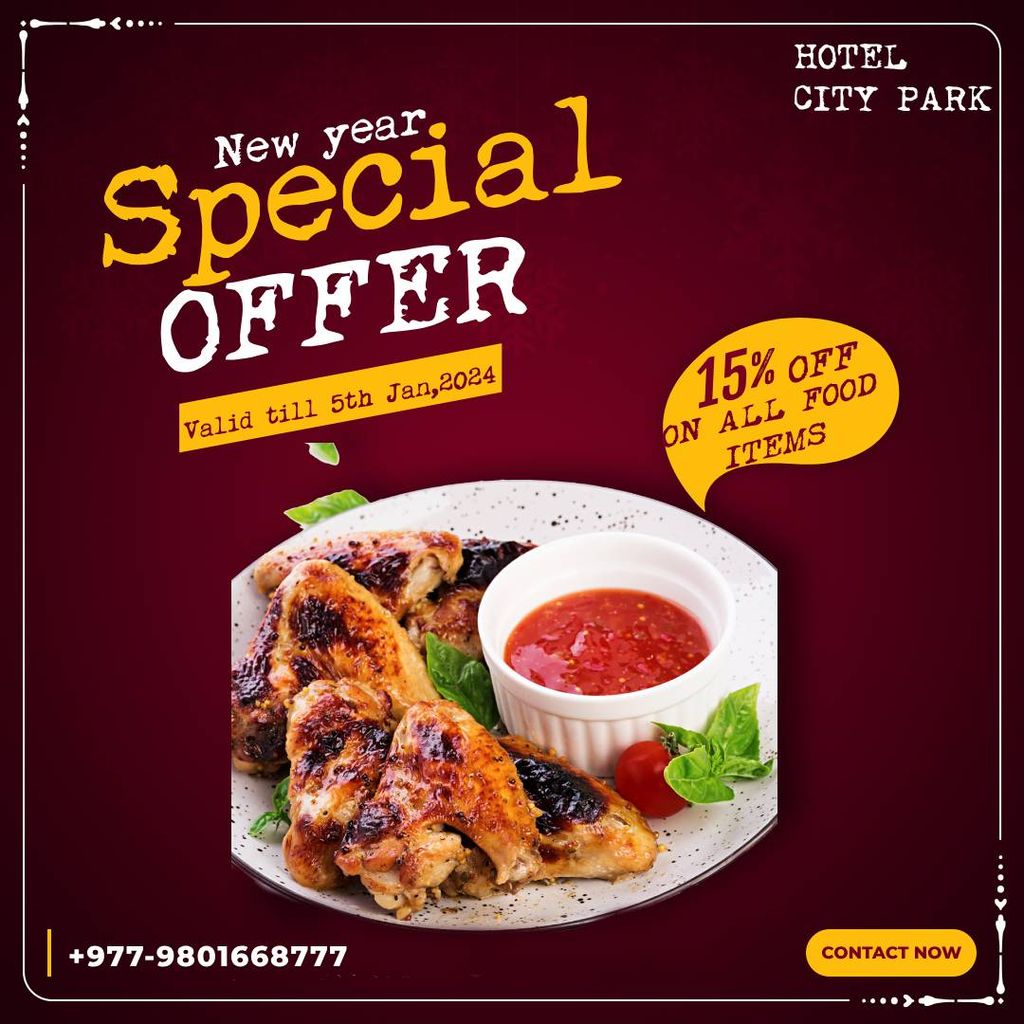 HOTEL
CITY PARK
New year
Special
OFFER
Valid till 5th Jan,2024
15% OFF
ON ALL FOOD
ITEMS
+977-9801668777
CONTACT NOW